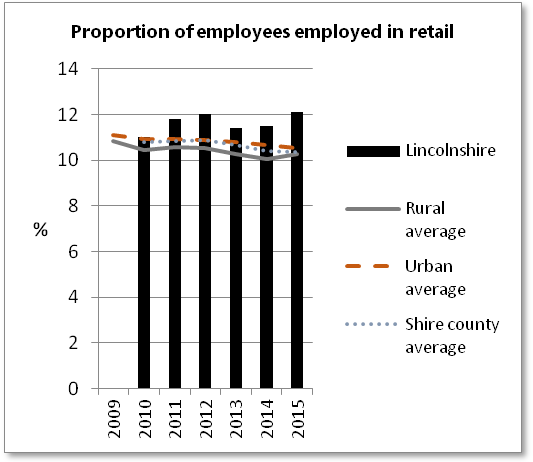 Proportion of employees employed in retail
14
12
10
8
6
4
2
0
%
2009
2010
2011
2012
2013
2014
2015
Lincolnshire
Rural
average
Urban
average
Shire county
average